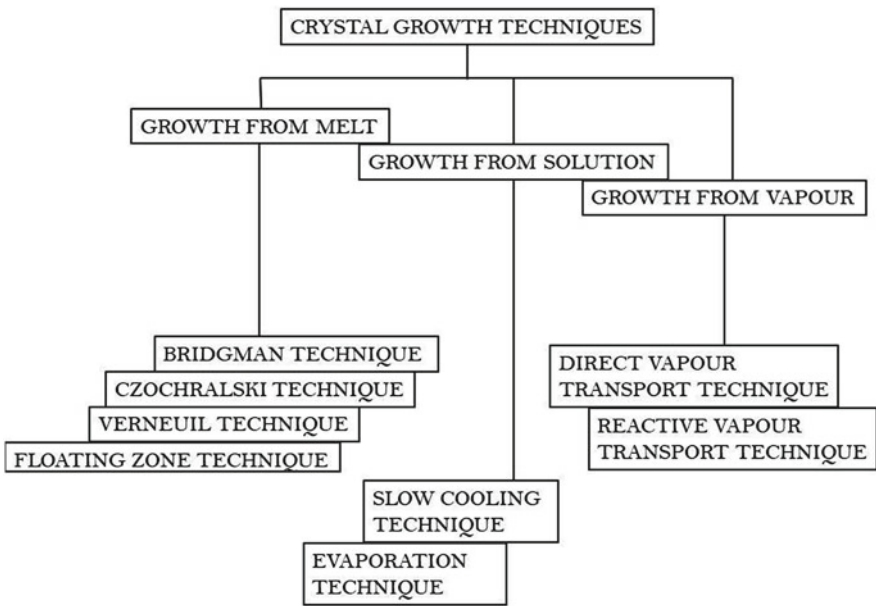 CRYSTAL GROWTH TECHNIQUES
GROWTH FROM MELT
GROWTH FROM SOLUTION
GROWTH FROM VAPOUR
BRIDGMAN TECHNIQUE
CZOCHRALSKI TECHNIQUE
VERNEUIL TECHNIQUE
FLOATING ZONE TECHNIQUE
DIRECT VAPOUR
TRANSPORT TECHNIQUE
REACTIVE VAPOUR
TRANSPORT TECHNIQUE
SLOW COOLING
TECHNIQUE
EVAPORATION
TECHNIQUE